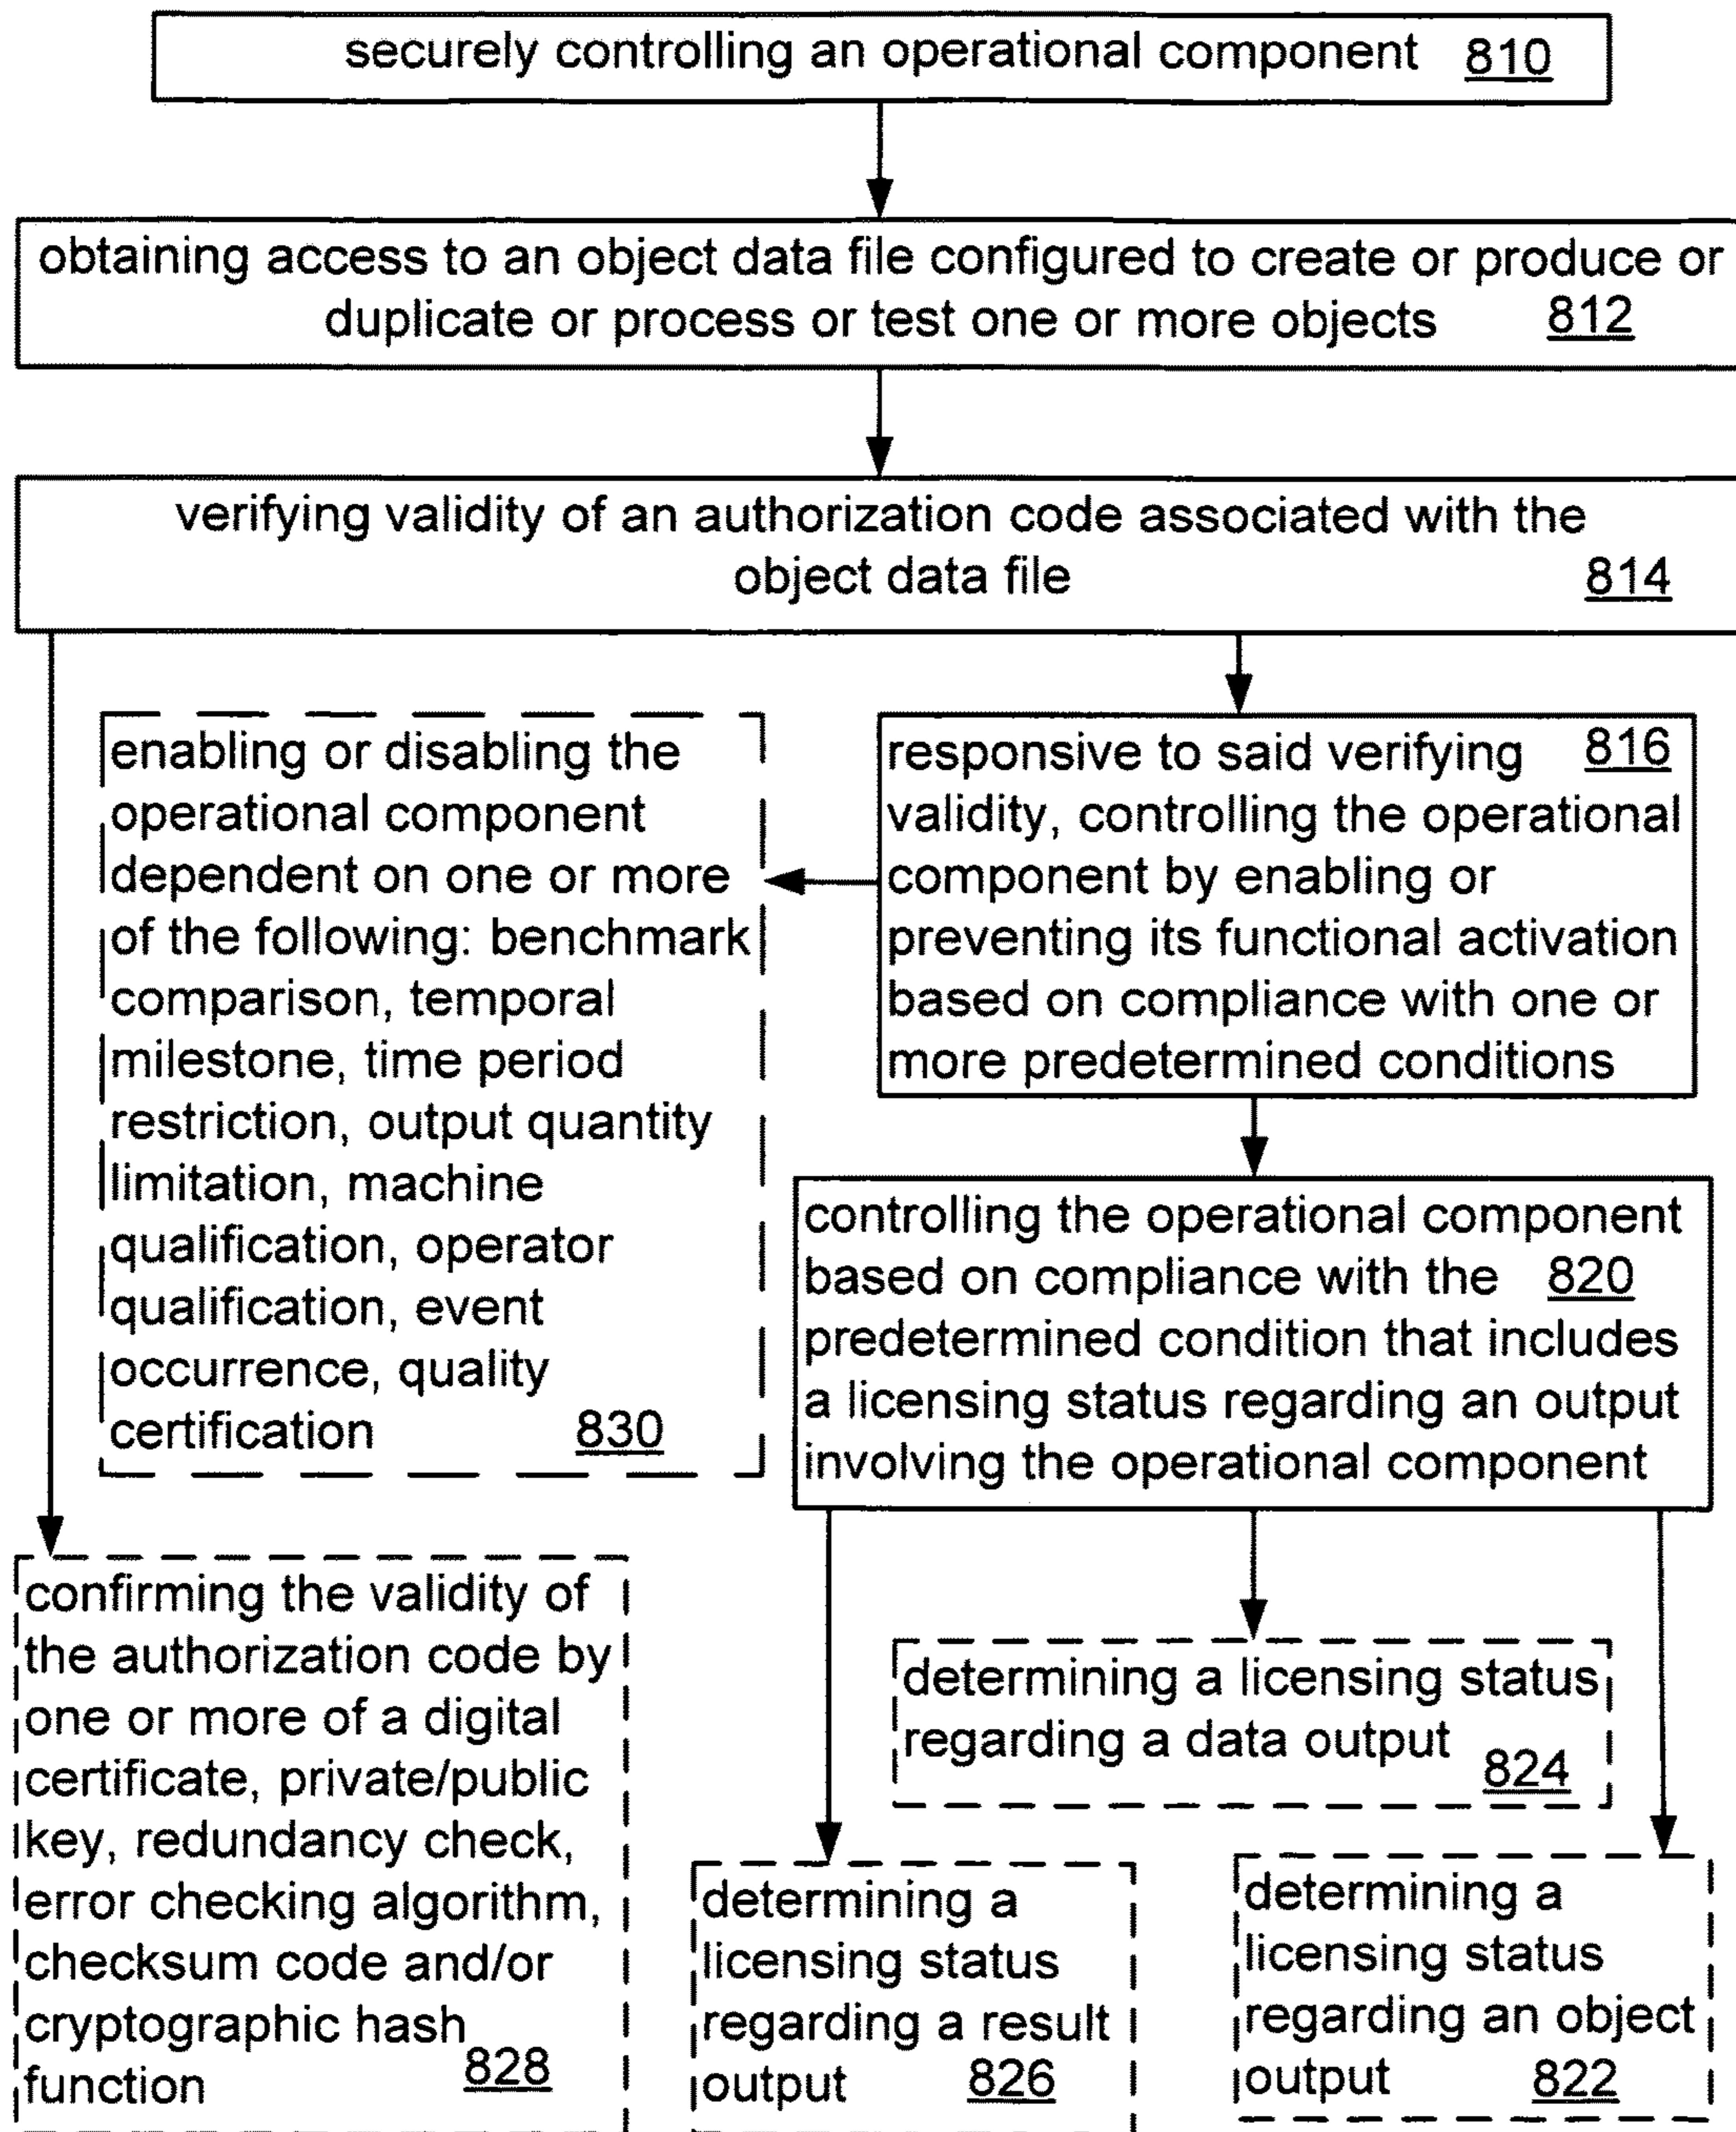 securely controlling an operational component 810
obtaining access to an object data file configured to create or produce or
duplicate or process or test one or more objects 812
verifying validity of an authorization code associated with the
object data file 814
enabling or disabling the
operational component
dependent on one or more
of the following: benchmark
comparison, temporal
milestone, time period
restriction, output quantity
limitation, machine
qualification, operator
qualification, event
occurrence, quality
certification 830
responsive to said verifying 816
validity, controlling the operational
component by enabling or
preventing its functional activation
based on compliance with one or
more predetermined conditions
controlling the operational component
based on compliance with the 820
predetermined condition that includes
a licensing status regarding an output
involving the operational component
confirming the validity of
the authorization code by
one or more of a digital
certificate, private/public
key, redundancy check,
error checking algorithm,
checksum code and/or
cryptographic hash
function 828
determining a licensing status
regarding a data output 824
determining a
licensing status
regarding a result
output 826
determining a
licensing status
regarding an object
output 822